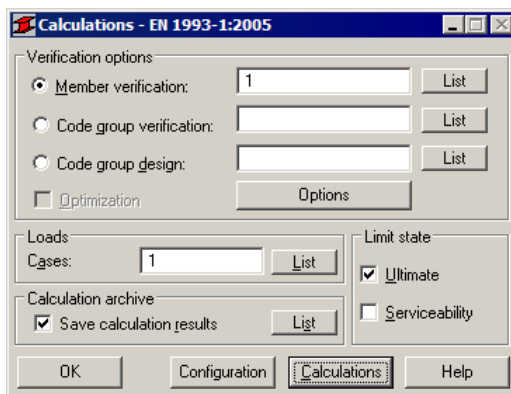 Calculations - EN 1993-1:2005
Verification options
Member verification: 1 List
Code group verification: List
Code group design: List
Optimization Options
Loads
Cases: 1 List
Limit state
Ultimate
Serviceability
Calculation archive
Save calculation results List
OK Configuration Calculations Help